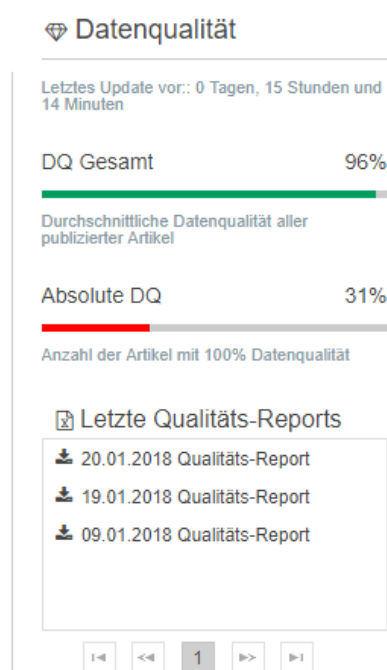 Datenqualität
Letztes Update vor:: 0 Tagen, 15 Stunden und
14 Minuten
DQ Gesamt 96%
Durchschnittliche Datenqualität aller
publizierter Artikel
Absolute DQ 31%
Anzahl der Artikel mit 100% Datenqualität
Letzte Qualitäts-Reports
20.01.2018 Qualitäts-Report
19.01.2018 Qualitäts-Report
09.01.2018 Qualitäts-Report
1